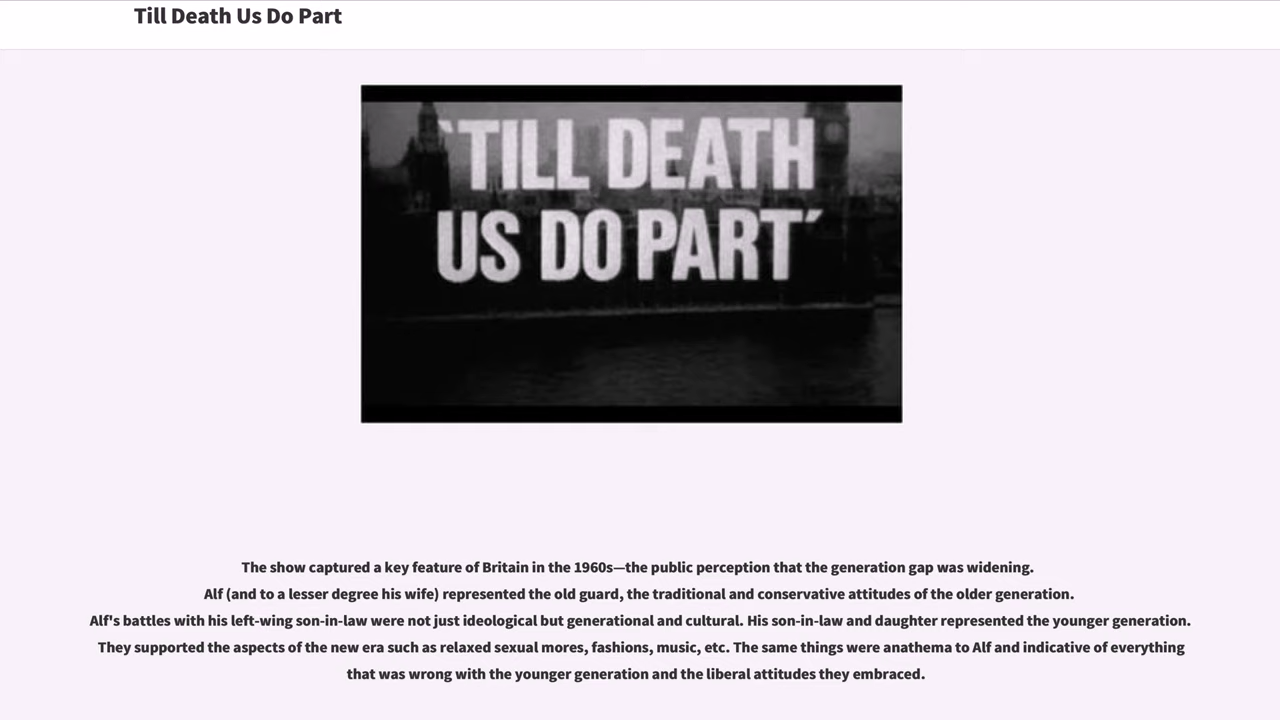 Till Death Us Do Part
‵TILL DEATH
US DO PART′
The show captured a key feature of Britain in the 1960s—the public perception that the generation gap was widening.
Alf (and to a lesser degree his wife) represented the old guard, the traditional and conservative attitudes of the older generation.
Alf's battles with his left-wing son-in-law were not just ideological but generational and cultural. His son-in-law and daughter represented the younger generation.
They supported the aspects of the new era such as relaxed sexual mores, fashions, music, etc. The same things were anathema to Alf and indicative of everything
that was wrong with the younger generation and the liberal attitudes they embraced.